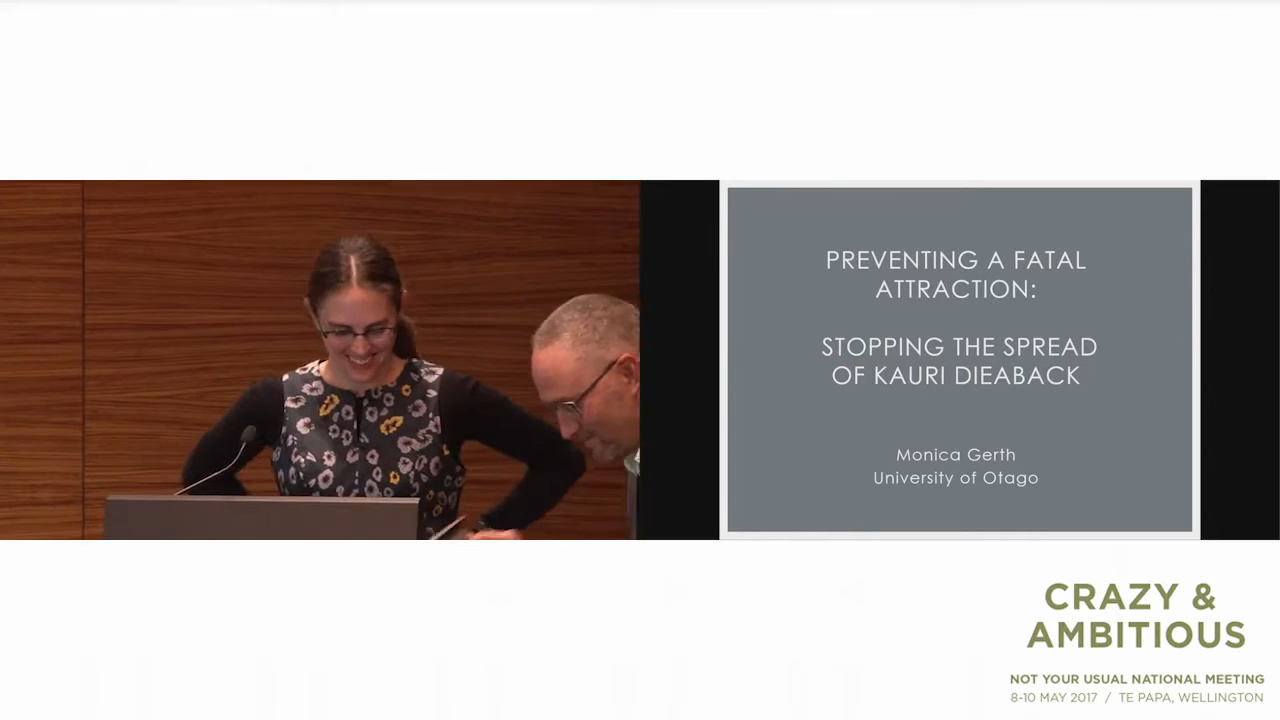 PREVENTING A FATAL
ATTRACTION:
STOPPING THE SPREAD
OF KAURI DIEABACK
Monica Gerth
University of Otago
CRAZY &
AMBITIOUS
NOT YOUR USUAL NATIONAL MEETING
8-10 MAY 2017 / TE PAPA, WELLINGTON